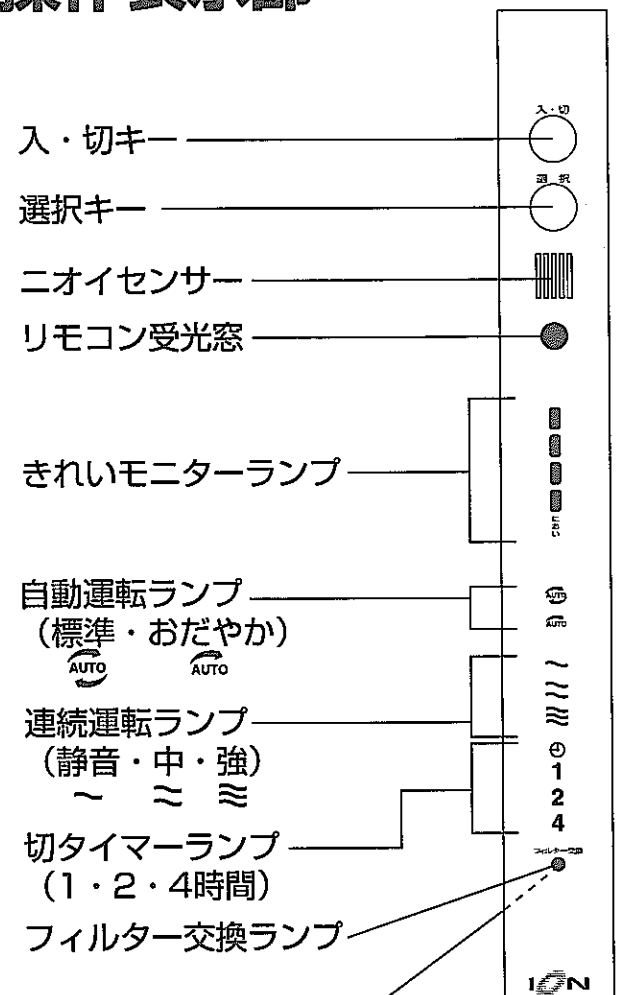 操作表示部
入・切キー
入・切
選択キー
選択
ニオイセンサー
リモコン受光窓
きれいモニターランプ
におい
自動運転ランプ
(標準・おだやか)
AUTO AUTO
AUTO
AUTO
連続運転ランプ
(静音・中・強)
切タイマーランプ
(1・2・4時間)
1
2
4
フィルター交換
フィルター交換ランプ
ION